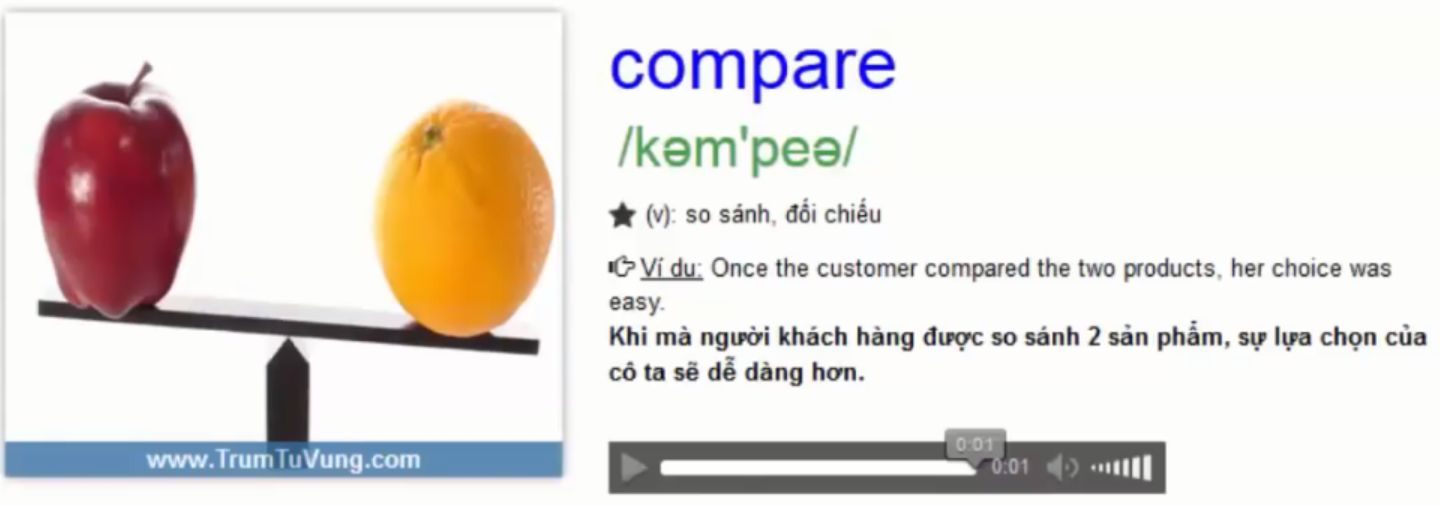 compare
/kəm'peə/
★ (v): so sánh, đối chiếu
Ví du: Once the customer compared the two products, her choice was
easy.
Khi mà người khách hàng được so sánh 2 sản phẩm, sự lựa chọn của
cô ta sẽ dễ dàng hơn.
www.TrumTuVung.com
0:01
0:01